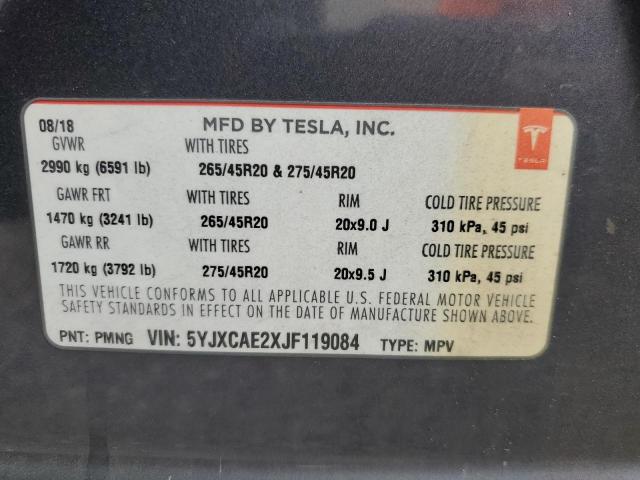 08/18 MFD BY TESLA, INC.
GVWR WITH TIRES
2990 kg (6591 lb) 265/45R20 & 275/45R20
TESLA
GAWR FRT WITH TIRES RIM COLD TIRE PRESSURE
1470 kg (3241 lb) 265/45R20 20x9.0 J 310 kPa, 45 psi
GAWR RR WITH TIRES RIM COLD TIRE PRESSURE
1720 kg (3792 lb) 275/45R20 20x9.5 J 310 kPa, 45 psi
THIS VEHICLE CONFORMS TO ALL APPLICABLE U.S. FEDERAL MOTOR VEHICLE
SAFETY STANDARDS IN EFFECT ON THE DATE OF MANUFACTURE SHOWN ABOVE.
PNT: PMNG VIN: 5YJXCAE2XJF119084 TYPE: MPV